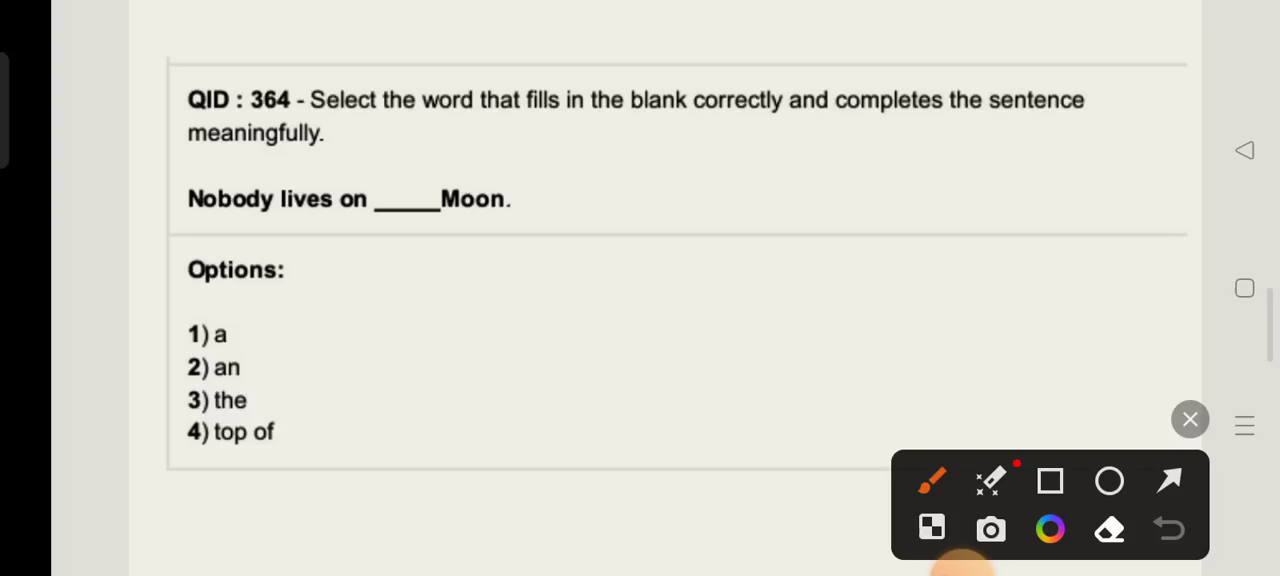 QID : 364 - Select the word that fills in the blank correctly and completes the sentence
meaningfully.
Nobody lives on _____Moon.
Options:
1) a
2) an
3) the
4) top of